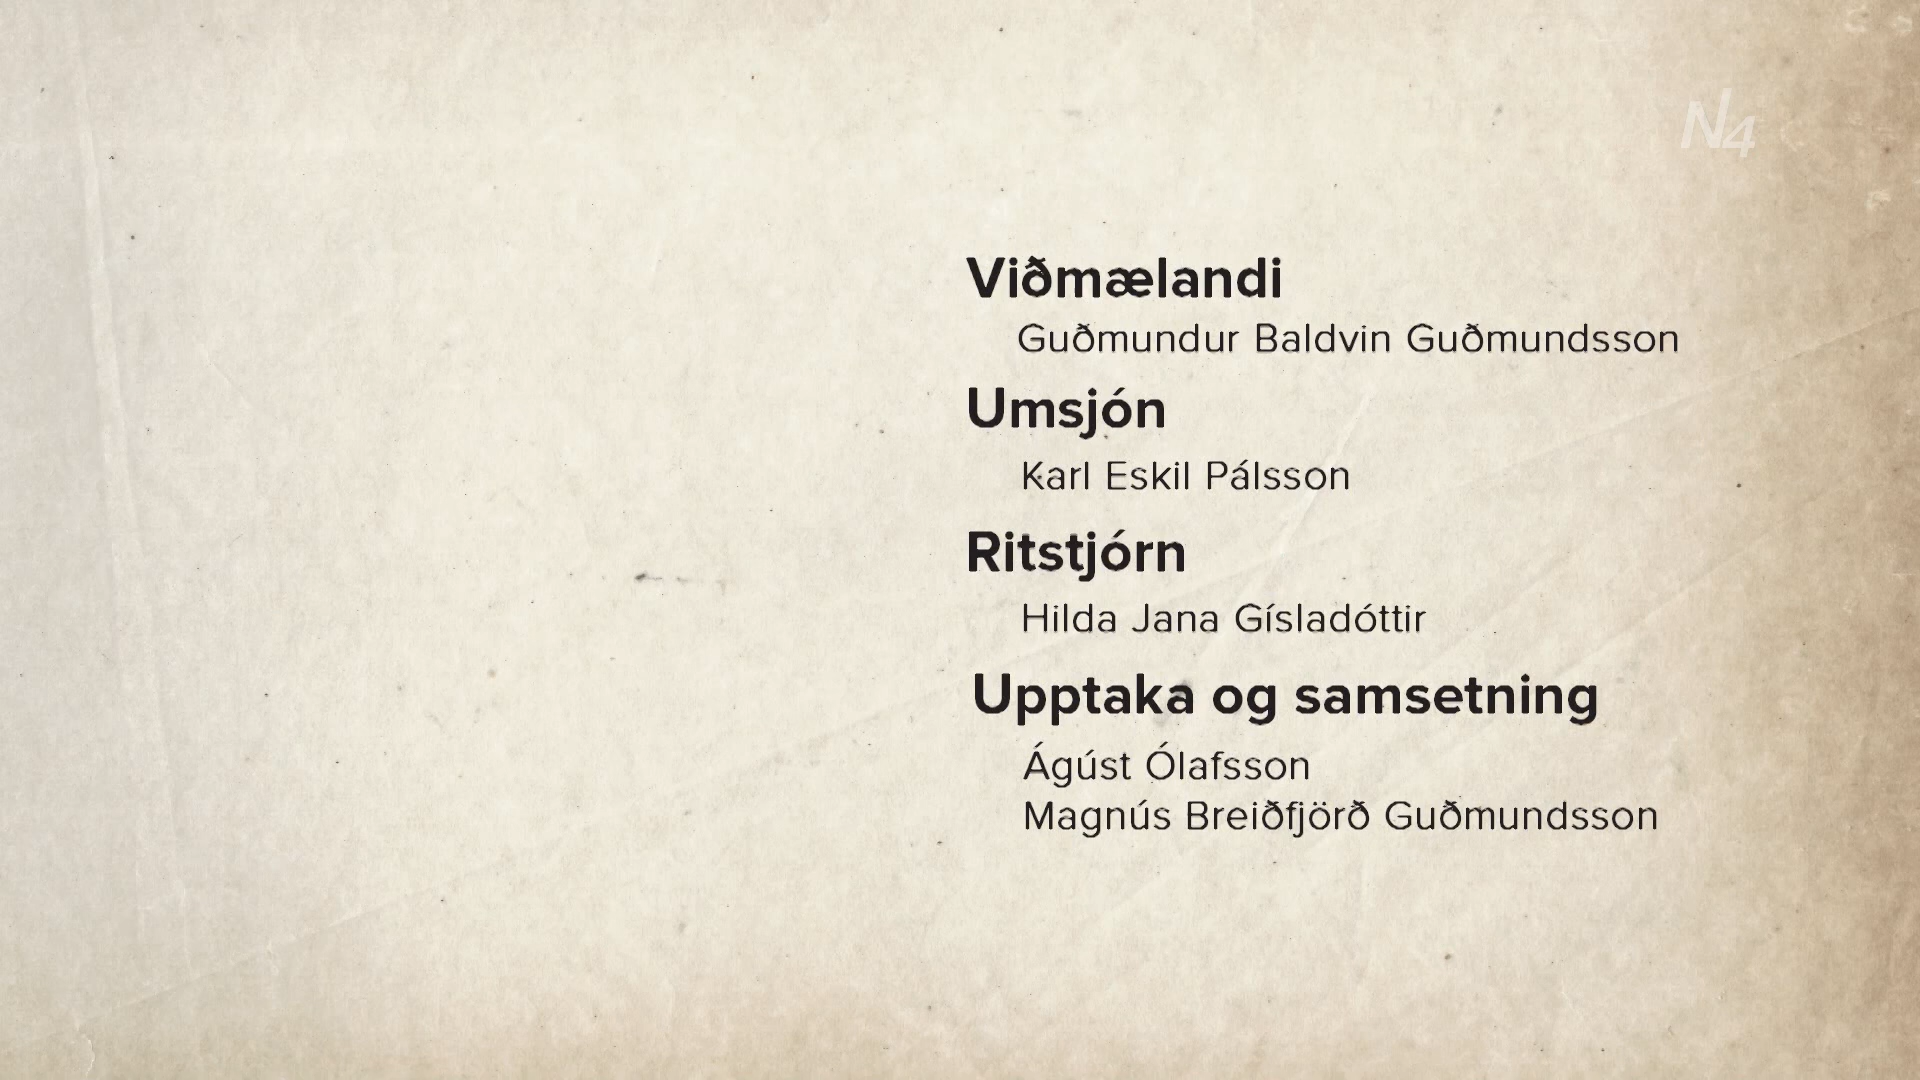 N4
Viðmælandi
Guðmundur Baldvin Guðmundsson
Umsjón
Karl Eskil Pálsson
Ritstjórn
Hilda Jana Gísladóttir
Upptaka og samsetning
Ágúst Ólafsson
Magnús Breiðfjörð Guðmundsson